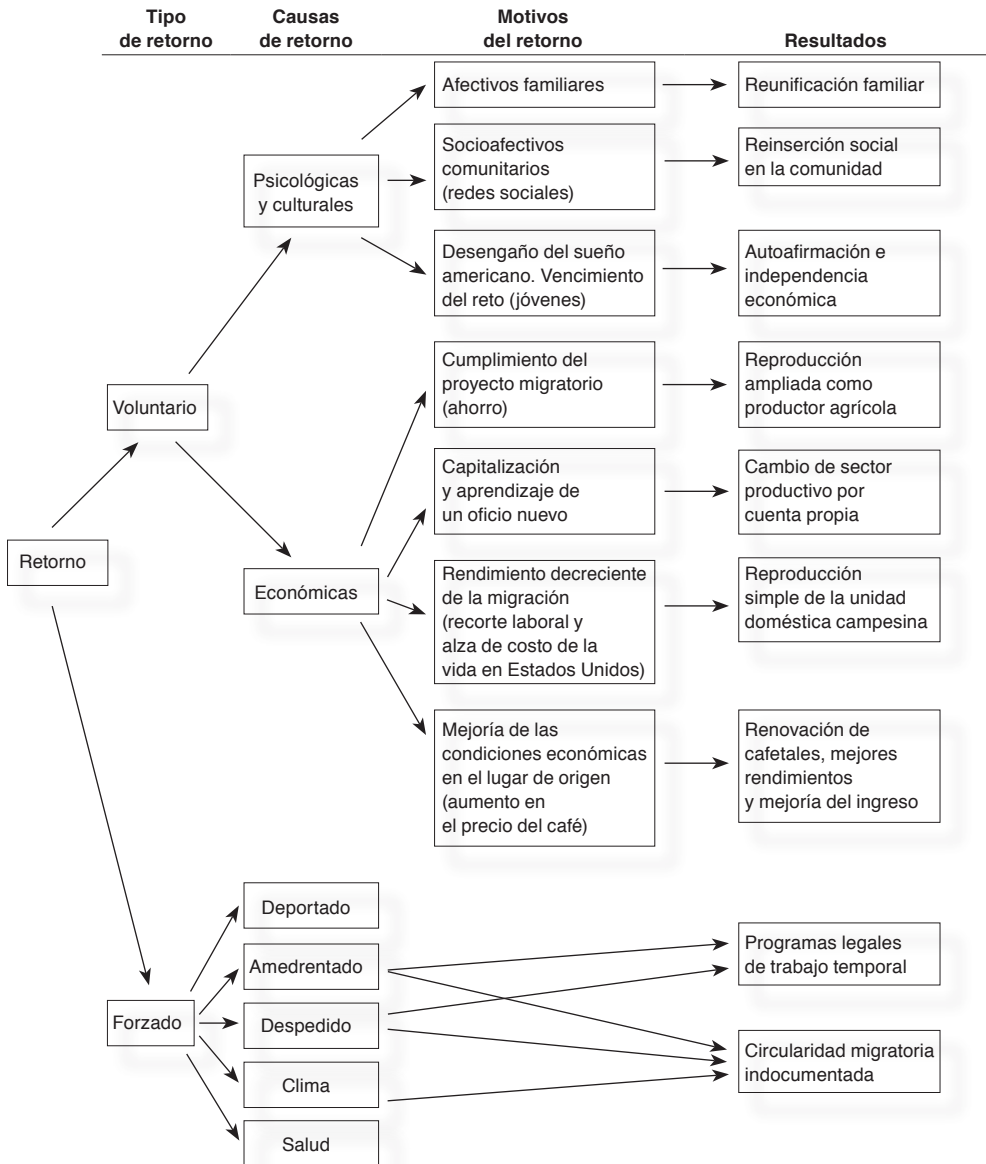 Tipo
de retorno
Causas
de retorno
Motivos
del retorno
Resultados
Retorno
Voluntario
Psicológicas
y culturales
Afectivos familiares
Reunificación familiar
Socioafectivos
comunitarios
(redes sociales)
Reinserción social
en la comunidad
Desengaño del sueño
americano. Vencimiento
del reto (jóvenes)
Autoafirmación e
independencia
económica
Económicas
Cumplimiento del
proyecto migratorio
(ahorro)
Reproducción
ampliada como
productor agrícola
Capitalización
y aprendizaje de
un oficio nuevo
Cambio de sector
productivo por
cuenta propia
Rendimiento decreciente
de la migración
(recorte laboral y
alza de costo de la
vida en Estados Unidos)
Reproducción
simple de la unidad
doméstica campesina
Mejoría de las
condiciones económicas
en el lugar de origen
(aumento en
el precio del café)
Renovación de
cafetales, mejores
rendimientos
y mejoría del ingreso
Forzado
Deportado
Amedrentado
Despedido
Clima
Salud
Programas legales
de trabajo temporal
Circularidad migratoria
indocumentada